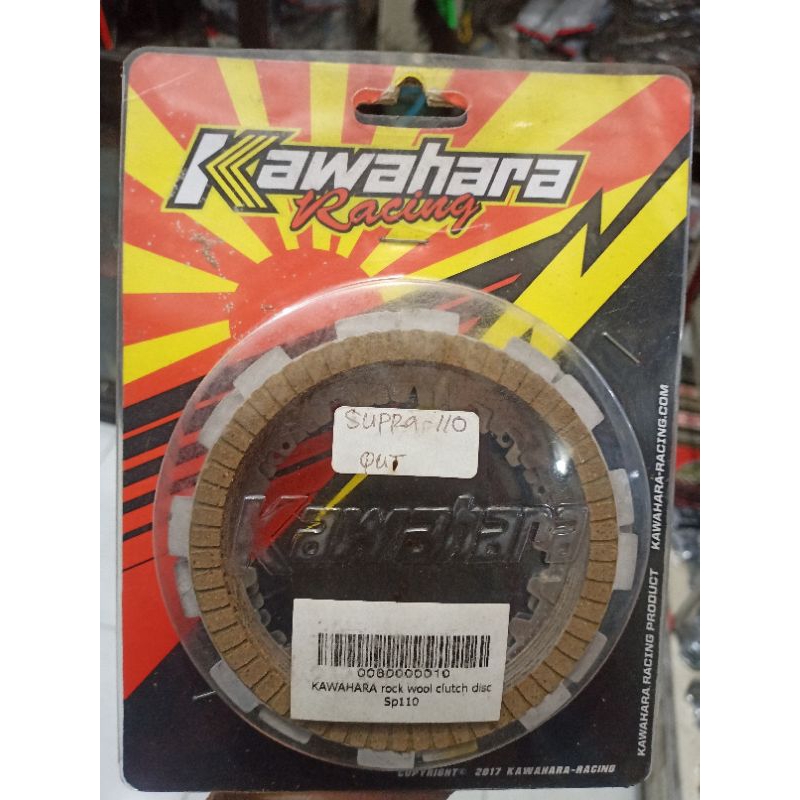 Kawahara
Racing
SUPRA 110
OUT
Kawahara
KAWAHARA rock wool clutch disc
Sp110
COPYRIGHT© 2017 KAWAHARA-RACING
KAWAHARA RACING PRODUCT KAWAHARA-RACING.COM